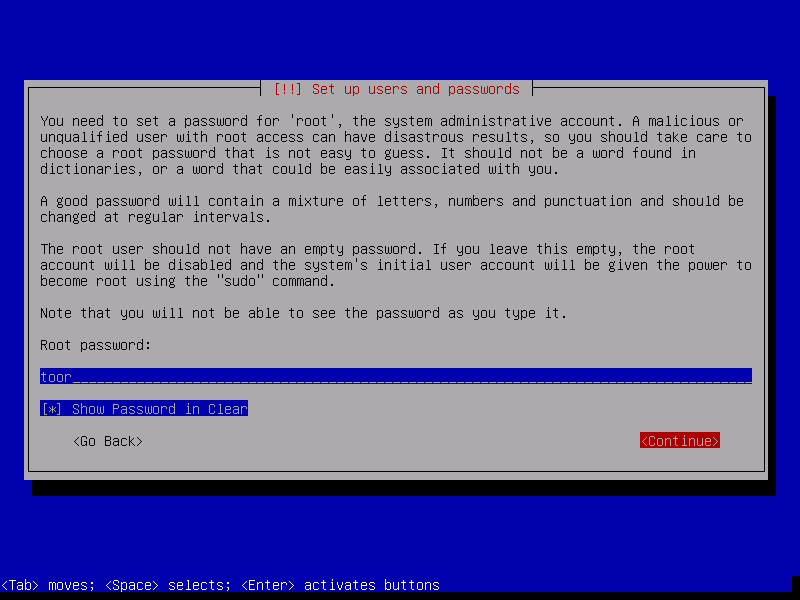 [!!] Set up users and passwords
You need to set a password for 'root', the system administrative account. A malicious or
unqualified user with root access can have disastrous results, so you should take care to
choose a root password that is not easy to guess. It should not be a word found in
dictionaries, or a word that could be easily associated with you.
A good password will contain a mixture of letters, numbers and punctuation and should be
changed at regular intervals.
The root user should not have an empty password. If you leave this empty, the root
account will be disabled and the system's initial user account will be given the power to
become root using the "sudo" command.
Note that you will not be able to see the password as you type it.
Root password:
toor
[*] Show Password in Clear
<Go Back> <Continue>
<Tab> moves; <Space> selects; <Enter> activates buttons